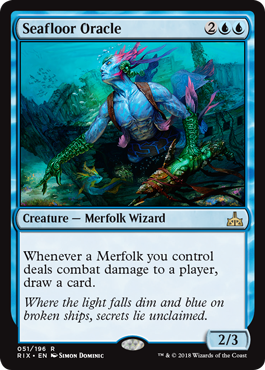 Seafloor Oracle 2
Creature — Merfolk Wizard
Whenever a Merfolk you control
deals combat damage to a player,
draw a card.
Where the light falls dim and blue on
broken ships, secrets lie unclaimed.
2/3
051/196 R
RIX • EN SIMON DOMINIC ™ & © 2018 Wizards of the Coast